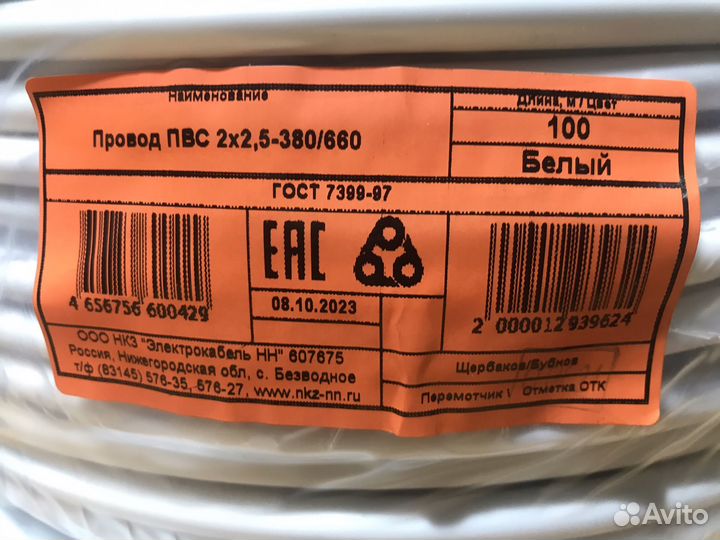 Наименование
Длина, м / Цвет
Провод ПВС 2х2,5-380/660
100
Белый
ГОСТ 7399-97
ЕАС
4 656756 600429
08.10.2023
2 000012 939624
ООО НКЗ "Электрокабель НН" 607675
Россия, Нижегородская обл, с. Безводное
т/ф (83145) 576-35, 576-27, www.nkz-nn.ru
Щербаков/Бубнов
Перемотчик \ Отметка ОТК
Avito